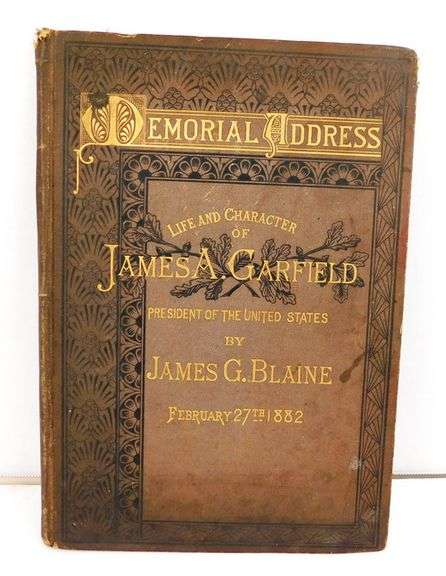 MEMORIAL ADDRESS
LIFE AND CHARACTER
OF
JAMES A. GARFIELD
PRESIDENT OF THE UNITED STATES
BY
JAMES G. BLAINE
FEBRUARY 27TH 1882